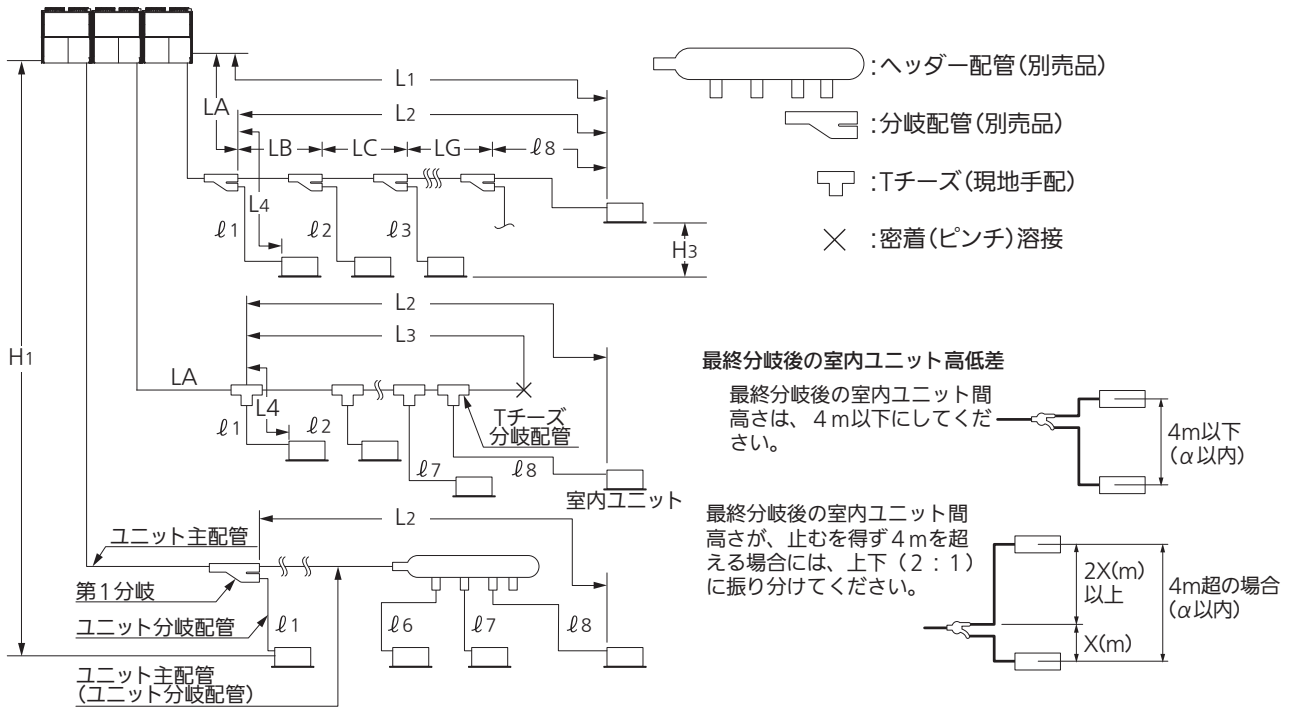 L1
LA
L2
LB
LC
LG
ℓ8
L4
ℓ1
ℓ2
ℓ3
H3
H1
:ヘッダー配管(別売品)
:分岐配管(別売品)
:Tチーズ(現地手配)
:密着(ピンチ)溶接
L2
L3
LA
L4
ℓ1
ℓ2
Tチーズ
分岐配管
ℓ7
ℓ8
室内ユニット
L2
ユニット主配管
第1分岐
ユニット分岐配管
ℓ1
ℓ6
ℓ7
ℓ8
ユニット主配管
(ユニット分岐配管)
最終分岐後の室内ユニット高低差
最終分岐後の室内ユニット間
高さは、4m以下にしてくだ
さい。
4m以下
(α以内)
最終分岐後の室内ユニット間
高さが、止むを得ず4mを超
える場合には、上下(2:1)
に振り分けてください。
2X(m)
以上
X(m)
4m超の場合
(α以内)